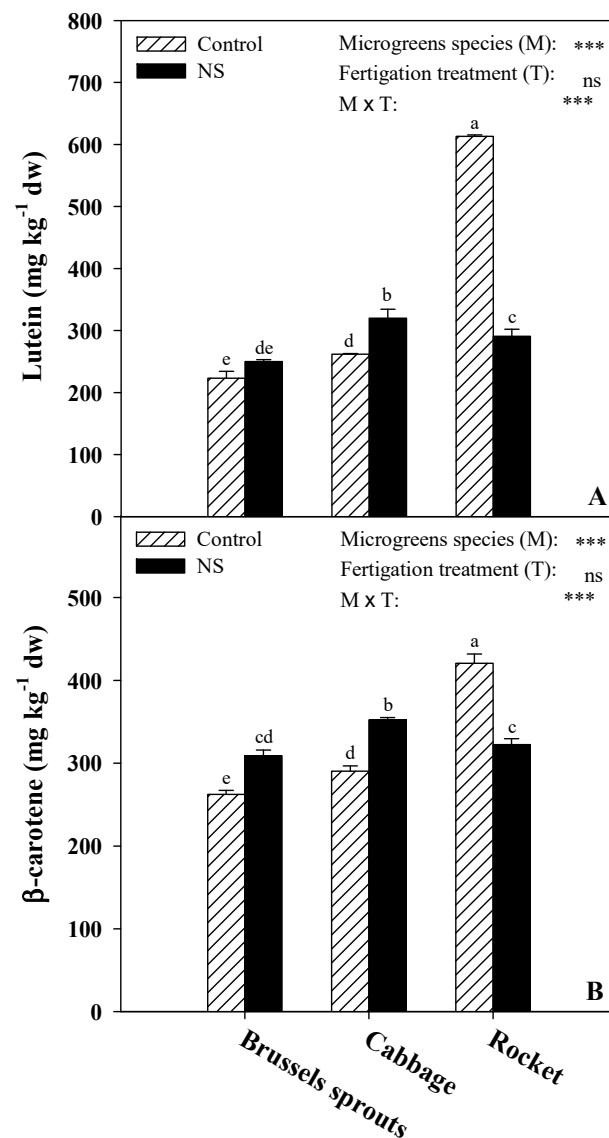 800
700
600
500
400
300
200
100
0
Lutein (mg kg⁻¹ dw)
Control
NS
Microgreens species (M): ***
Fertigation treatment (T): ns
M x T: ***
e
de
d
b
a
c
A
500
400
300
200
100
0
β-carotene (mg kg⁻¹ dw)
Control
NS
Microgreens species (M): ***
Fertigation treatment (T): ns
M x T: ***
e
cd
d
b
a
c
B
Brussels sprouts
Cabbage
Rocket